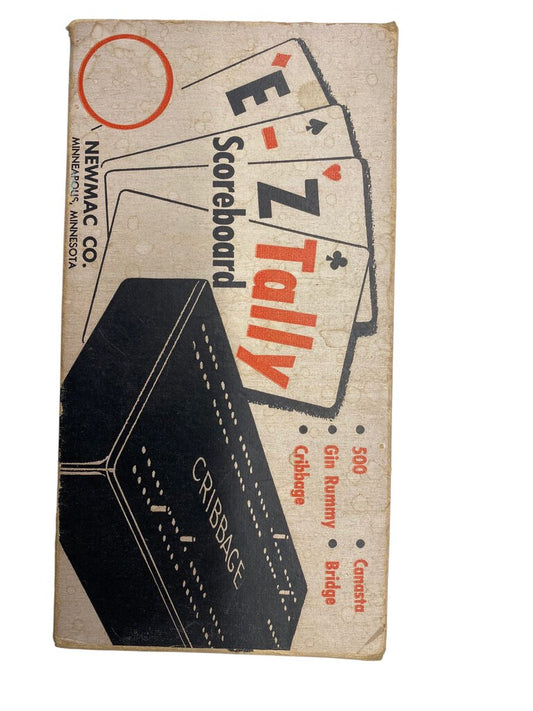 E-Z Tally
Scoreboard
NEWMAC CO.
MINNEAPOLIS, MINNESOTA
• 500
• Gin Rummy
• Cribbage
• Canasta
• Bridge
CRIBBAGE